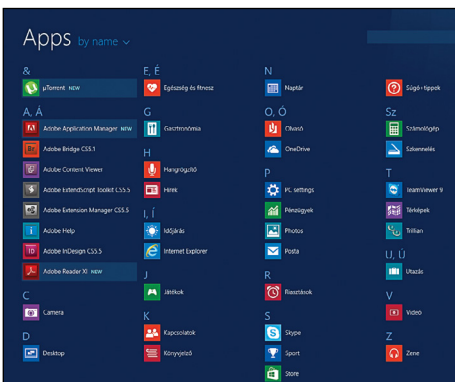 Apps by name
&
µTorrent NEW
A, Á
Adobe Application Manager NEW
Adobe Bridge CS5.1
Adobe Content Viewer
Adobe ExtendScript Toolkit CS5.5
Adobe Extension Manager CS5.5
Adobe Help
Adobe InDesign CS5.5
Adobe Reader XI NEW
C
Camera
D
Desktop
E, É
Egészség és fitnesz
G
Gasztronómia
H
Hangrögzítő
Hírek
I, Í
Időjárás
Internet Explorer
J
Játékok
K
Kapcsolatok
Könyvjelző
N
Naptár
O, Ó
Olvasó
OneDrive
P
PC settings
Pénzügyek
Photos
Posta
R
Riasztások
S
Skype
Sport
Store
Súgó+tippek
Sz
Számológép
Szkennelés
T
TeamViewer 9
Térképek
Trillian
U, Ú
Utazás
V
Video
Z
Zene